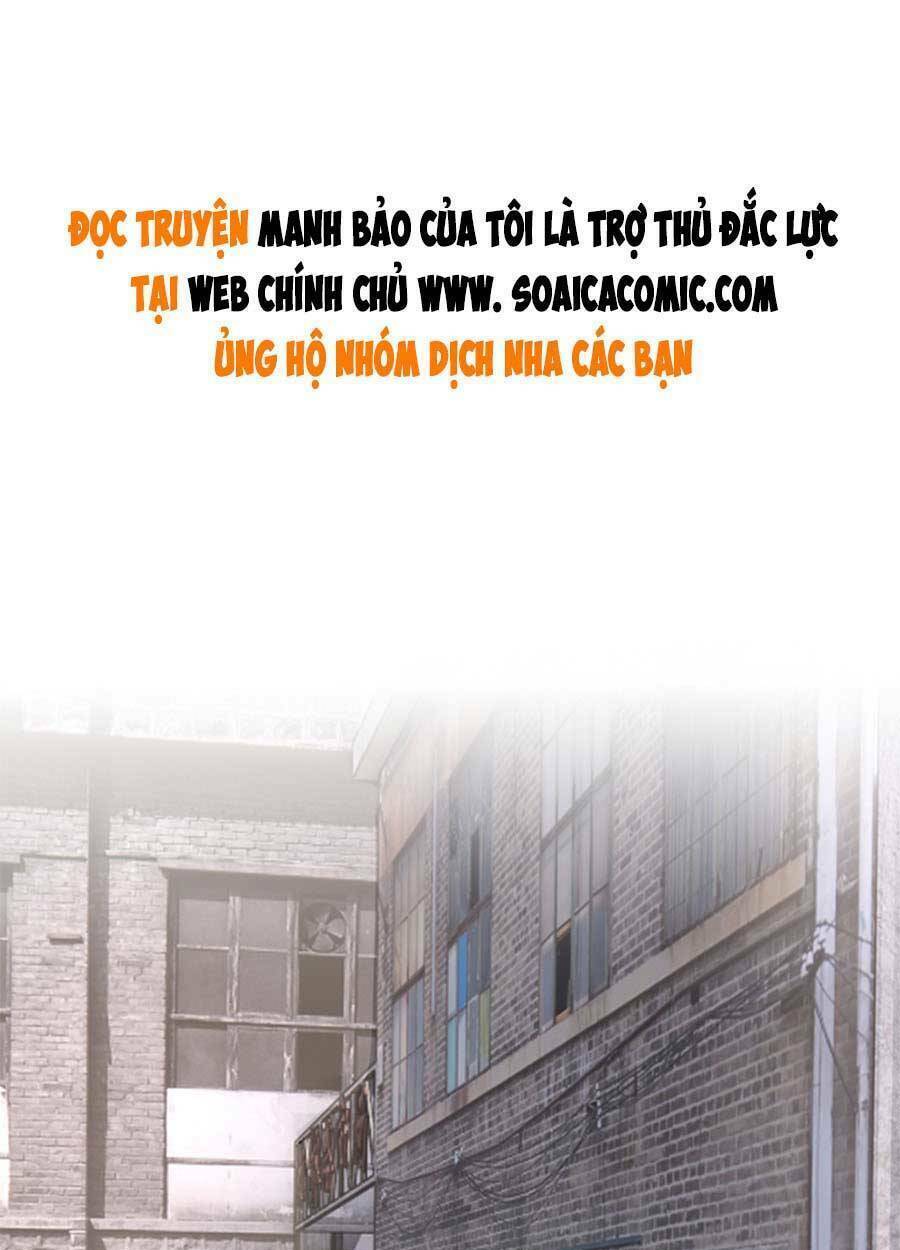 ĐỌC TRUYỆN MANH BẢO CỦA TÔI LÀ TRỢ THỦ ĐẮC LỰC
TẠI WEB CHÍNH CHỦ WWW. SOAICACOMIC.COM
ỦNG HỘ NHÓM DỊCH NHA CÁC BẠN